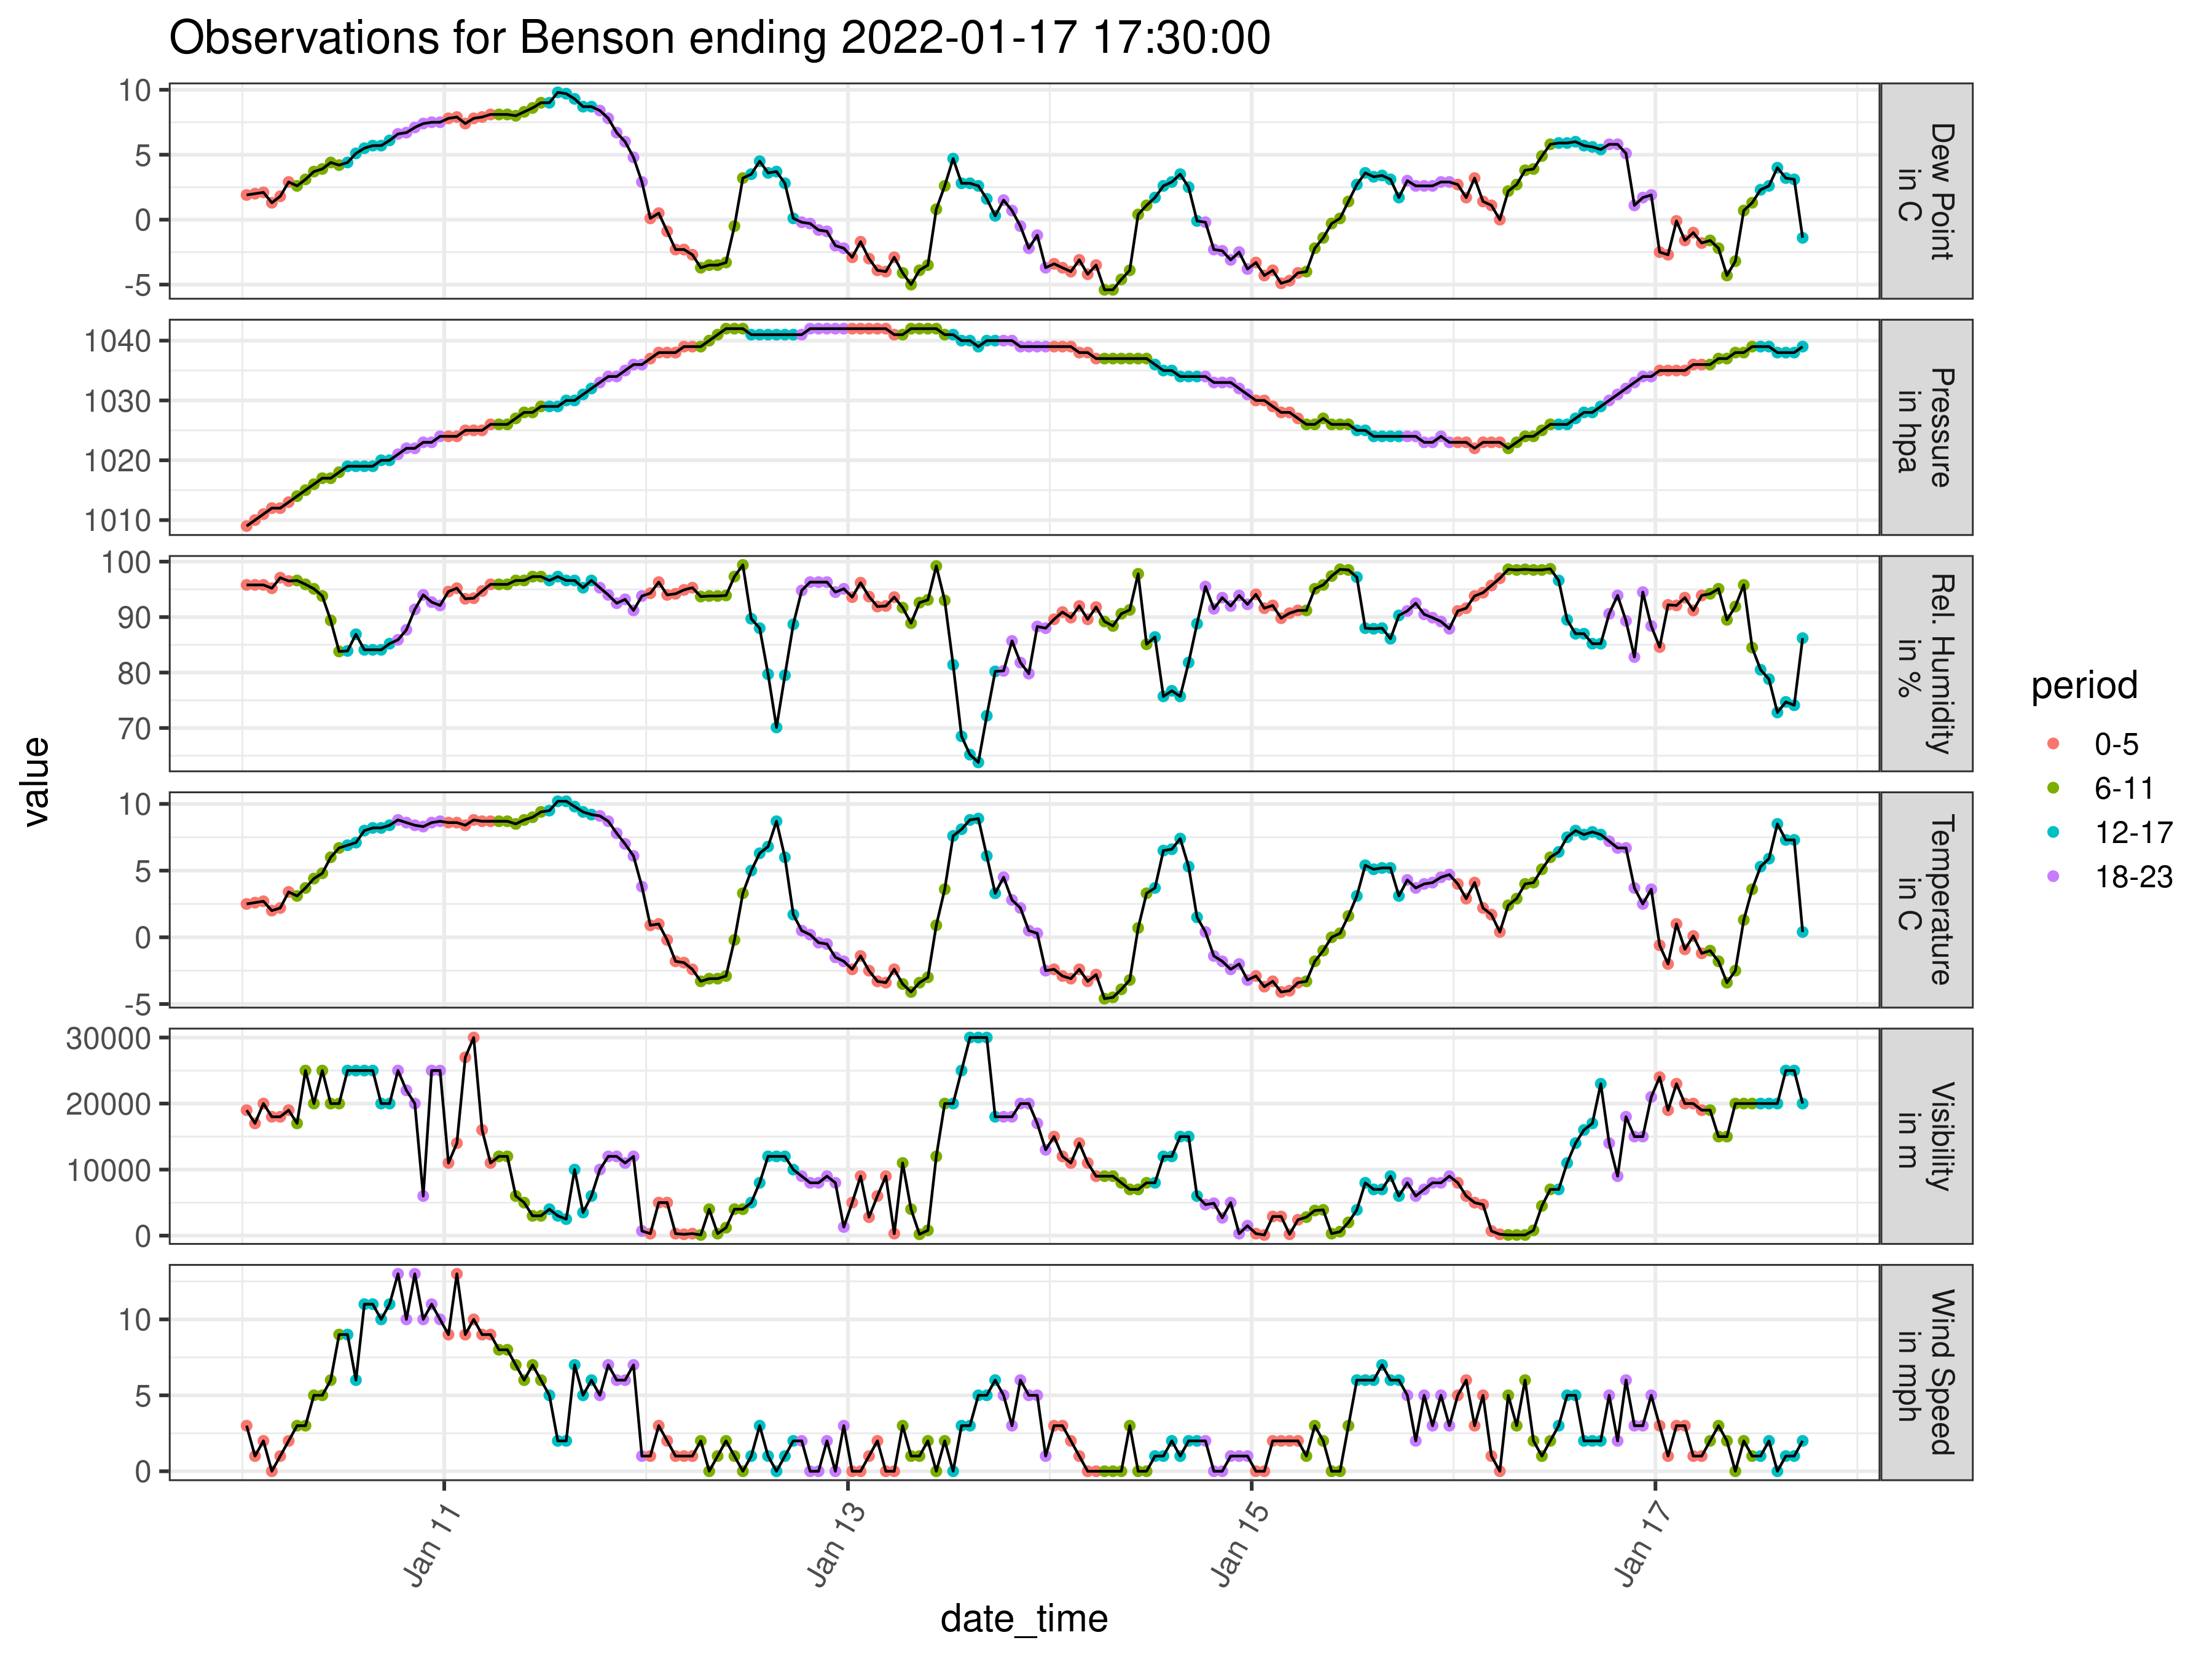 Observations for Benson ending 2022-01-17 17:30:00
value
10
5
0
-5
Dew Point
in C
1040
1030
1020
1010
Pressure
in hpa
100
90
80
70
Rel. Humidity
in %
10
5
0
-5
Temperature
in C
30000
20000
10000
0
Visibility
in m
10
5
0
Wind Speed
in mph
Jan 11
Jan 13
Jan 15
Jan 17
date_time
period
0-5
6-11
12-17
18-23